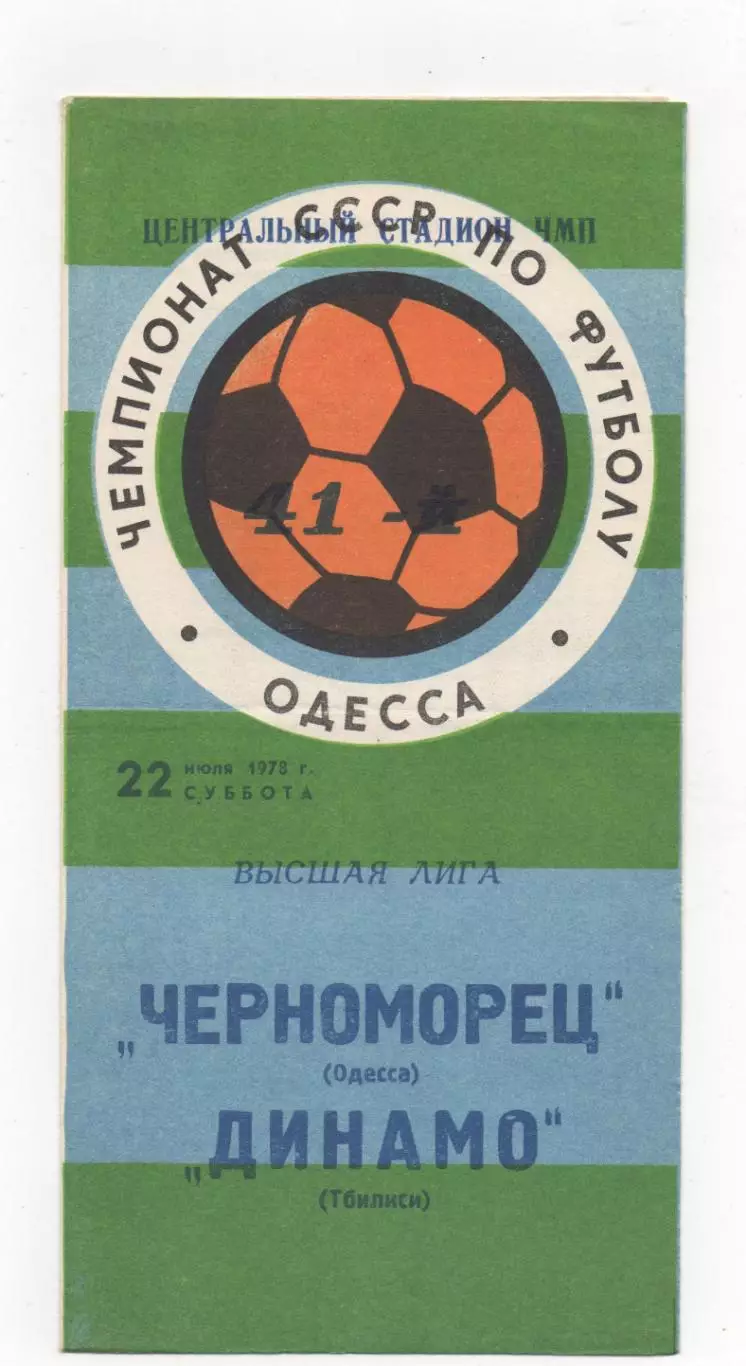 ЦЕНТРАЛЬНЫЙ СТАДИОН ЧМП
ЧЕМПИОНАТ СССР ПО ФУТБОЛУ
41-й
• ОДЕССА •
22 июля 1978 г.
СУББОТА
ВЫСШАЯ ЛИГА
„ЧЕРНОМОРЕЦ“
(Одесса)
„ДИНАМО“
(Тбилиси)